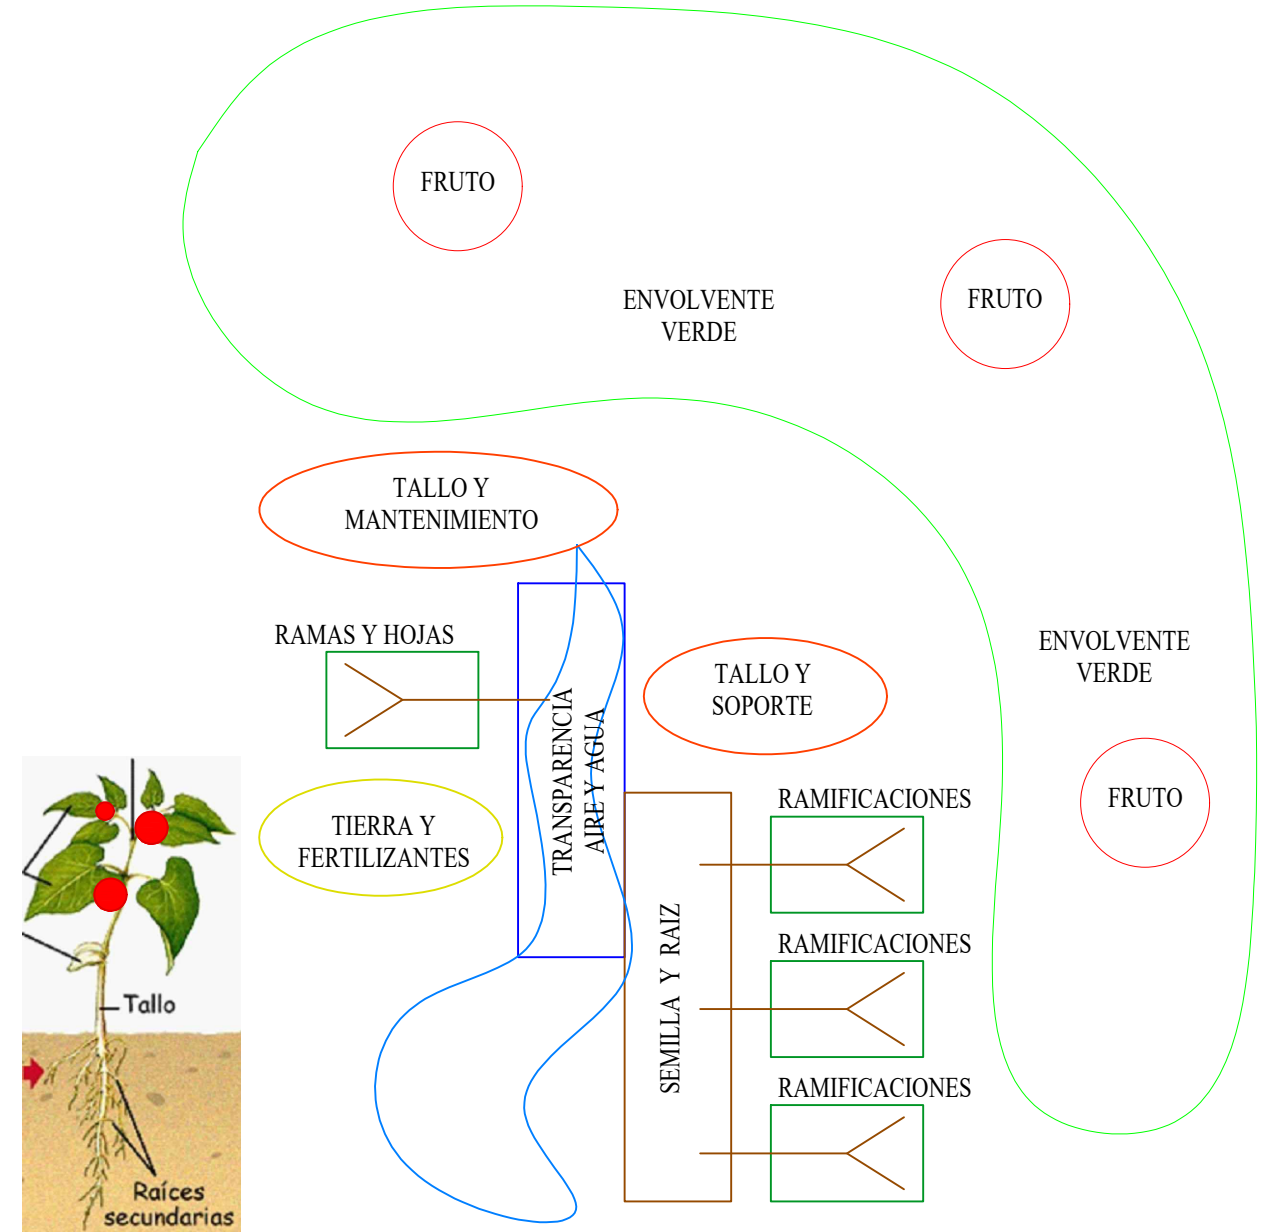 FRUTO
FRUTO
ENVOLVENTE
VERDE
TALLO Y
MANTENIMIENTO
RAMAS Y HOJAS
ENVOLVENTE
VERDE
TALLO Y
SOPORTE
TRANSPARENCIA
AIRE Y AGUA
TIERRA Y
FERTILIZANTES
RAMIFICACIONES
FRUTO
SEMILLA Y RAIZ
RAMIFICACIONES
RAMIFICACIONES
Tallo
Raíces
secundarias